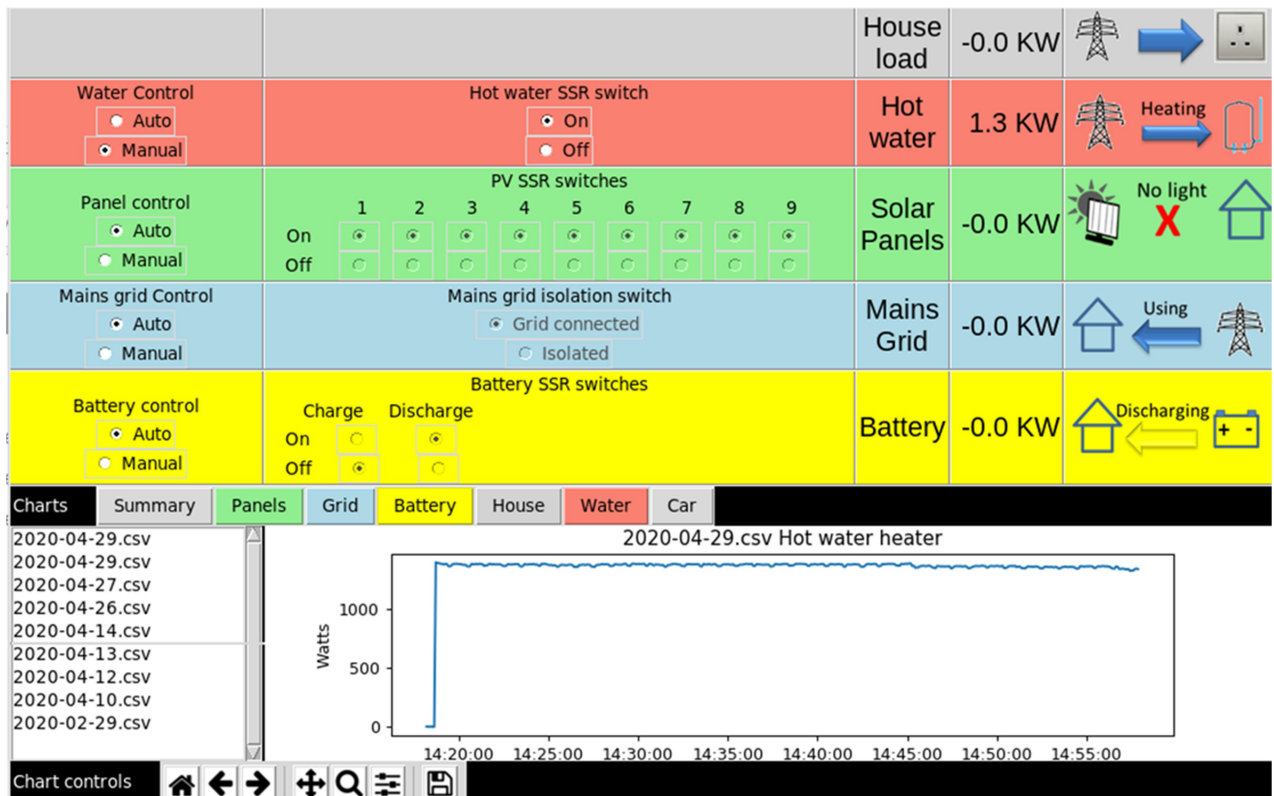 House load -0.0 KW
Water Control Hot water SSR switch
Auto On
Manual Off
Hot water 1.3 KW Heating
Panel control PV SSR switches
1 2 3 4 5 6 7 8 9
Auto On
Manual Off
Solar Panels -0.0 KW No light X
Mains grid Control Mains grid isolation switch
Auto Grid connected
Manual Isolated
Mains Grid -0.0 KW Using
Battery control Battery SSR switches
Charge Discharge
Auto On
Manual Off
Battery -0.0 KW Discharging + -
Charts Summary Panels Grid Battery House Water Car
2020-04-29.csv
2020-04-29.csv
2020-04-27.csv
2020-04-26.csv
2020-04-14.csv
2020-04-13.csv
2020-04-12.csv
2020-04-10.csv
2020-02-29.csv
2020-04-29.csv Hot water heater
Watts
1000
500
0
14:20:00 14:25:00 14:30:00 14:35:00 14:40:00 14:45:00 14:50:00 14:55:00
Chart controls